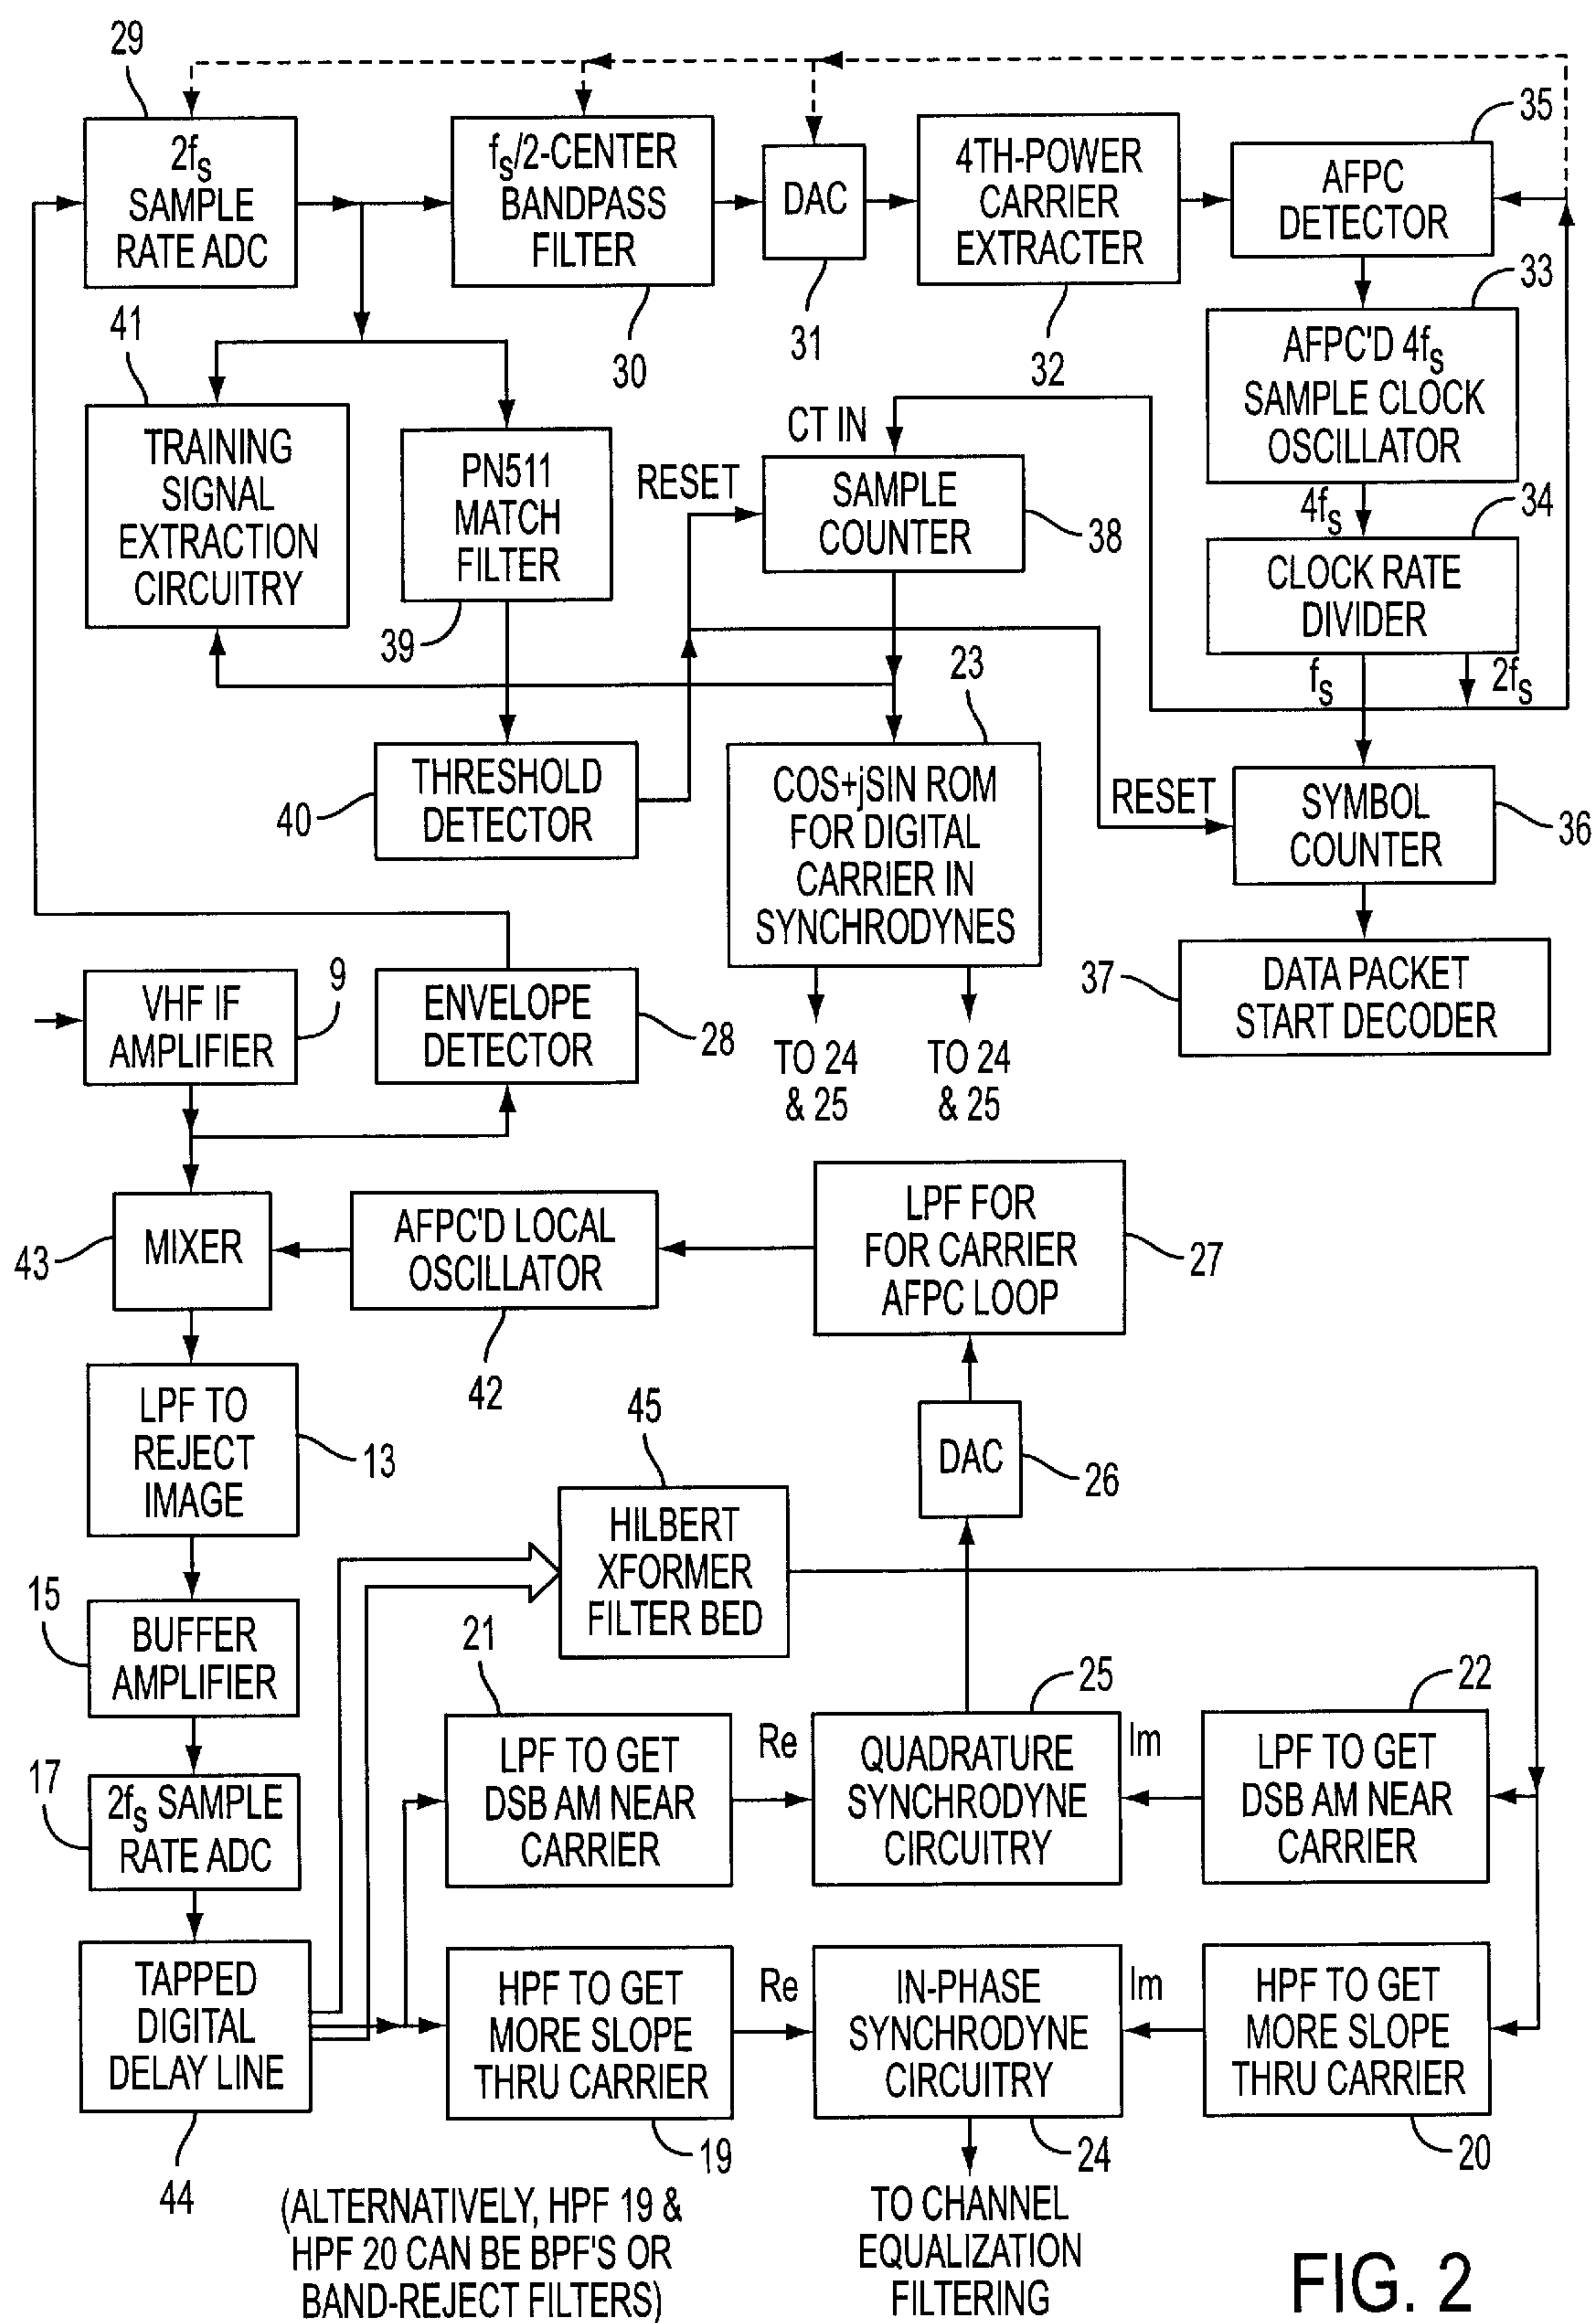 29
2fs
SAMPLE
RATE ADC
fs/2-CENTER
BANDPASS
FILTER
30
DAC
31
4TH-POWER
CARRIER
EXTRACTER
32
35
AFPC
DETECTOR
33
AFPC'D 4fs
SAMPLE CLOCK
OSCILLATOR
4fs
34
CLOCK RATE
DIVIDER
fs
2fs
41
TRAINING
SIGNAL
EXTRACTION
CIRCUITRY
PN511
MATCH
FILTER
39
CT IN
RESET
SAMPLE
COUNTER
38
23
COS+jSIN ROM
FOR DIGITAL
CARRIER IN
SYNCHRODYNES
TO 24
& 25
TO 24
& 25
THRESHOLD
DETECTOR
40
RESET
SYMBOL
COUNTER
36
37
DATA PACKET
START DECODER
VHF IF
AMPLIFIER
9
ENVELOPE
DETECTOR
28
MIXER
43
AFPC'D LOCAL
OSCILLATOR
42
LPF FOR
FOR CARRIER
AFPC LOOP
27
LPF TO
REJECT
IMAGE
13
DAC
26
45
HILBERT
XFORMER
FILTER BED
15
BUFFER
AMPLIFIER
17
2fs SAMPLE
RATE ADC
21
LPF TO GET
DSB AM NEAR
CARRIER
Re
25
QUADRATURE
SYNCHRODYNE
CIRCUITRY
Im
22
LPF TO GET
DSB AM NEAR
CARRIER
TAPPED
DIGITAL
DELAY LINE
44
HPF TO GET
MORE SLOPE
THRU CARRIER
19
Re
IN-PHASE
SYNCHRODYNE
CIRCUITRY
24
Im
HPF TO GET
MORE SLOPE
THRU CARRIER
20
(ALTERNATIVELY, HPF 19 &
HPF 20 CAN BE BPF'S OR
BAND-REJECT FILTERS)
TO CHANNEL
EQUALIZATION
FILTERING
FIG. 2